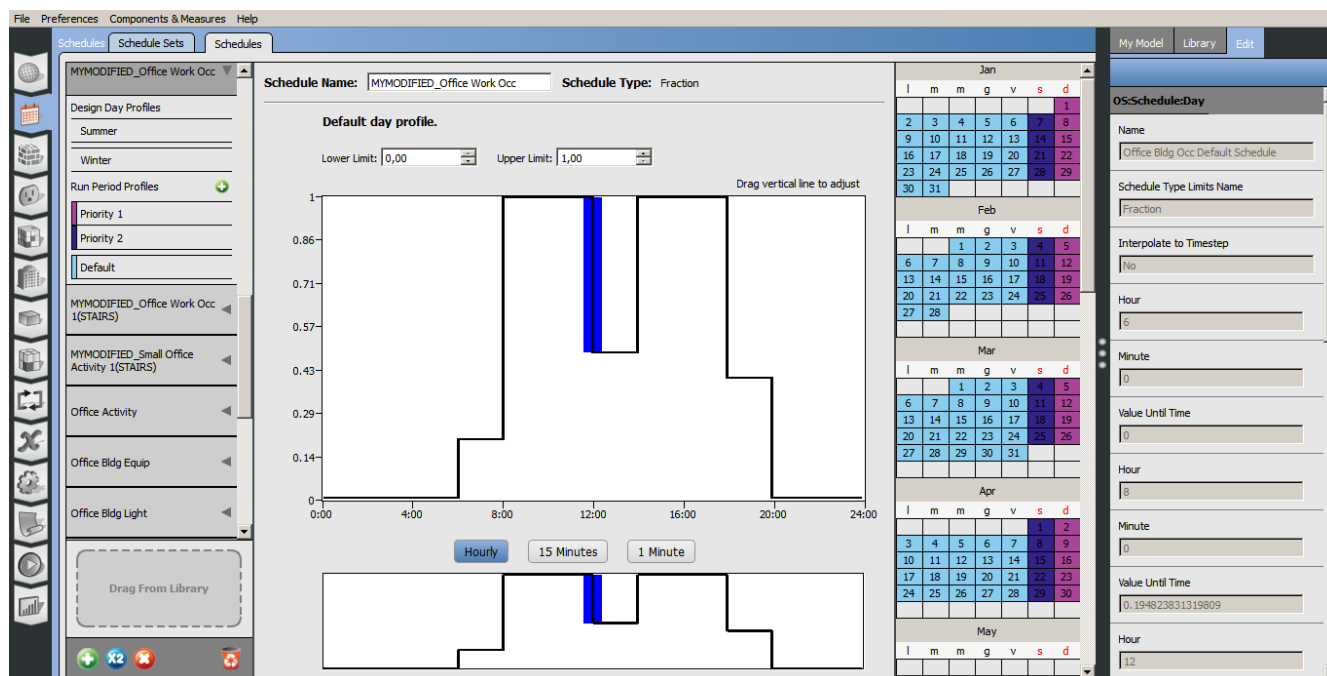 File Preferences Components & Measures Help
Schedules Schedule Sets Schedules
My Model Library Edit
MYMODIFIED_Office Work Occ
Design Day Profiles
Summer
Winter
Run Period Profiles
Priority 1
Priority 2
Default
MYMODIFIED_Office Work Occ
1(STAIRS)
MYMODIFIED_Small Office
Activity 1(STAIRS)
Office Activity
Office Bldg Equip
Office Bldg Light
Drag From Library
X2
Schedule Name: MYMODIFIED_Office Work Occ Schedule Type: Fraction
Default day profile.
Lower Limit: 0,00 Upper Limit: 1,00
Drag vertical line to adjust
1
0.86
0.71
0.57
0.43
0.29
0.14
0
0:00 4:00 8:00 12:00 16:00 20:00 24:00
Hourly 15 Minutes 1 Minute
Jan
l m m g v s d
1
2 3 4 5 6 7 8
9 10 11 12 13 14 15
16 17 18 19 20 21 22
23 24 25 26 27 28 29
30 31
Feb
l m m g v s d
1 2 3 4 5
6 7 8 9 10 11 12
13 14 15 16 17 18 19
20 21 22 23 24 25 26
27 28
Mar
l m m g v s d
1 2 3 4 5
6 7 8 9 10 11 12
13 14 15 16 17 18 19
20 21 22 23 24 25 26
27 28 29 30 31
Apr
l m m g v s d
1 2
3 4 5 6 7 8 9
10 11 12 13 14 15 16
17 18 19 20 21 22 23
24 25 26 27 28 29 30
May
l m m g v s d
OS:Schedule:Day
Name
Office Bldg Occ Default Schedule
Schedule Type Limits Name
Fraction
Interpolate to Timestep
No
Hour
6
Minute
0
Value Until Time
0
Hour
8
Minute
0
Value Until Time
0.194823831319809
Hour
12